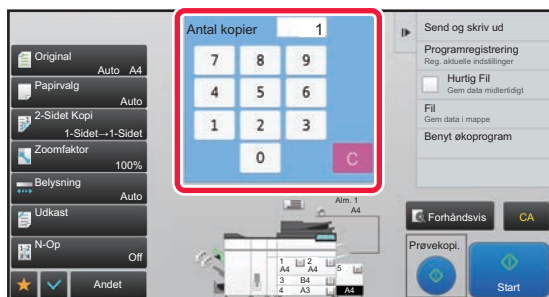 Original
Auto A4
Papirvalg
Auto
2-Sidet Kopi
1-Sidet→1-Sidet
Zoomfaktor
100%
Belysning
Auto
Udkast
N-Op
Off
Andet
Antal kopier 1
7 8 9
4 5 6
1 2 3
0 C
Alm. 1
A4
1 2 5
A4 A4
3 B4
4 A3 A4
Send og skriv ud
Programregistrering
Reg. aktuelle indstillinger
Hurtig Fil
Gem data midlertidigt
Fil
Gem data i mappe
Benyt økoprogram
Forhåndsvis CA
Prøvekopi.
Start